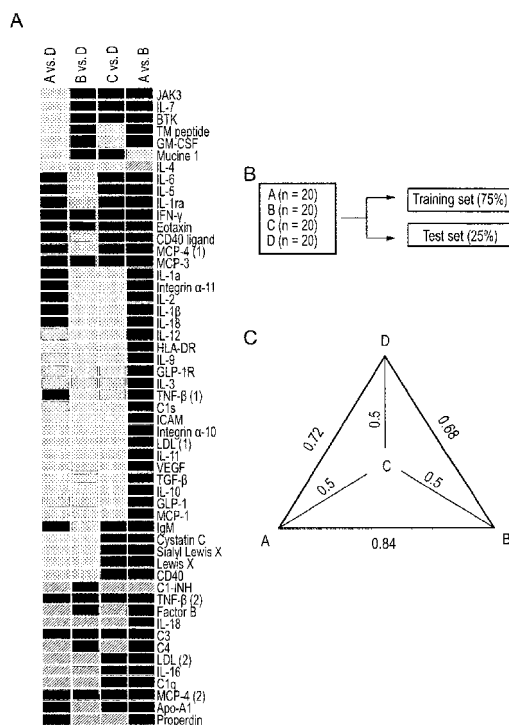 A
A vs. D
B vs. D
C vs. D
A vs. B
JAK3
IL-7
BTK
TM peptide
GM-CSF
Mucine 1
IL-4
IL-6
IL-5
IL-1ra
IFN-γ
Eotaxin
CD40 ligand
MCP-4 (1)
MCP-3
IL-1a
Integrin α-11
IL-2
IL-1β
IL-18
IL-12
HLA-DR
IL-9
GLP-1R
IL-3
TNF-β (1)
C1s
ICAM
Integrin α-10
LDL (1)
IL-11
VEGF
TGF-β
IL-10
GLP-1
MCP-1
IgM
Cystatin C
Sialyl Lewis X
Lewis X
CD40
C1-iNH
TNF-β (2)
Factor B
IL-18
C3
C4
LDL (2)
IL-16
C1q
MCP-4 (2)
Apo-A1
Properdin
B
A (n = 20)
B (n = 20)
C (n = 20)
D (n = 20)
Training set (75%)
Test set (25%)
C
D
0.72
0.5
0.68
C
0.5
0.5
A
B
0.84